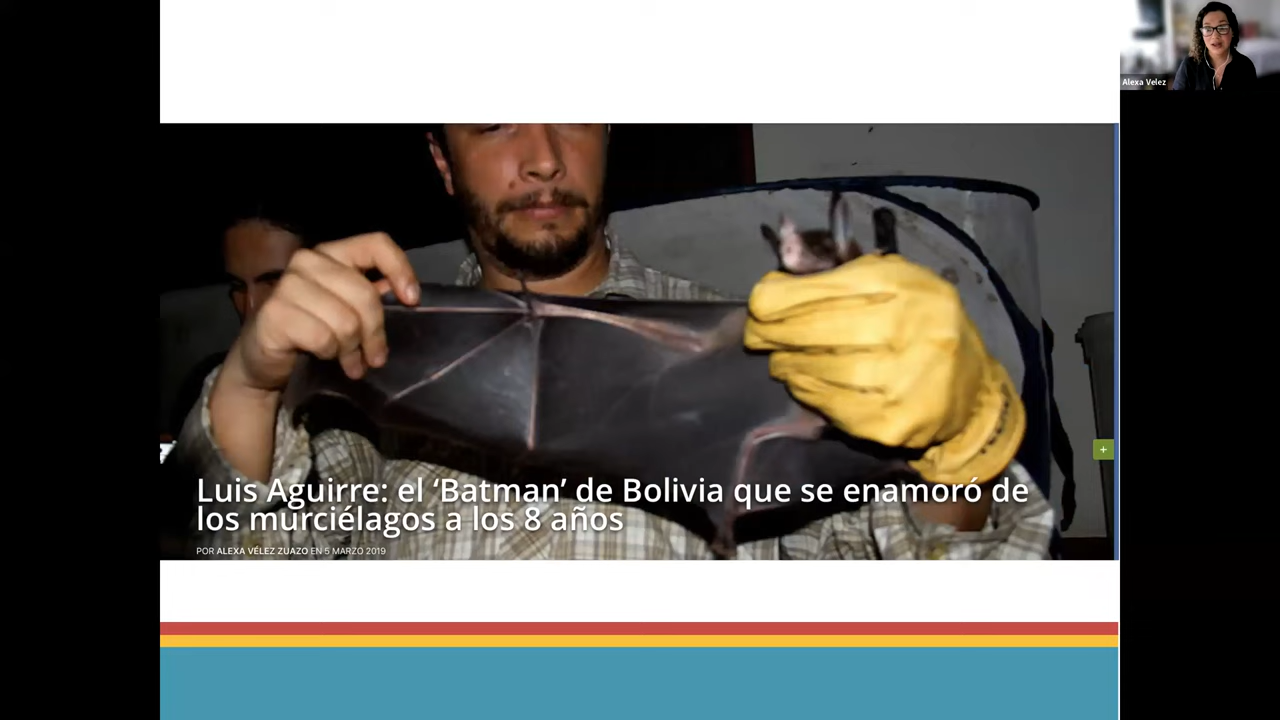 Alexa Velez
Luis Aguirre: el ‘Batman’ de Bolivia que se enamoró de
los murciélagos a los 8 años
POR ALEXA VÉLEZ ZUAZO EN 5 MARZO 2019
+